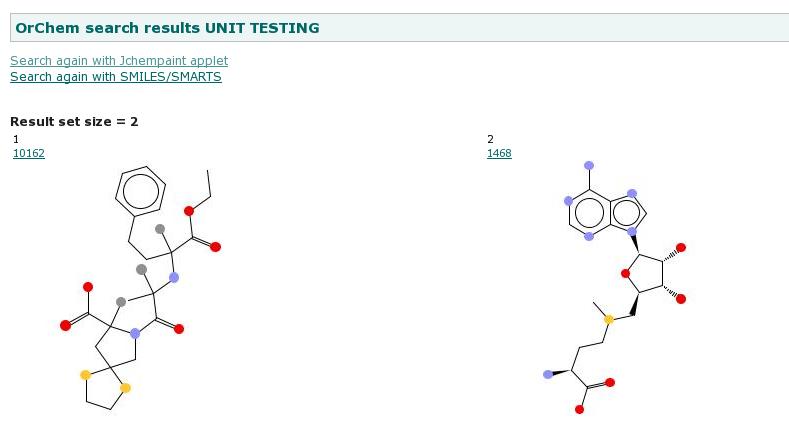 OrChem search results UNIT TESTING
Search again with Jchempaint applet
Search again with SMILES/SMARTS
Result set size = 2
1
10162
2
1468